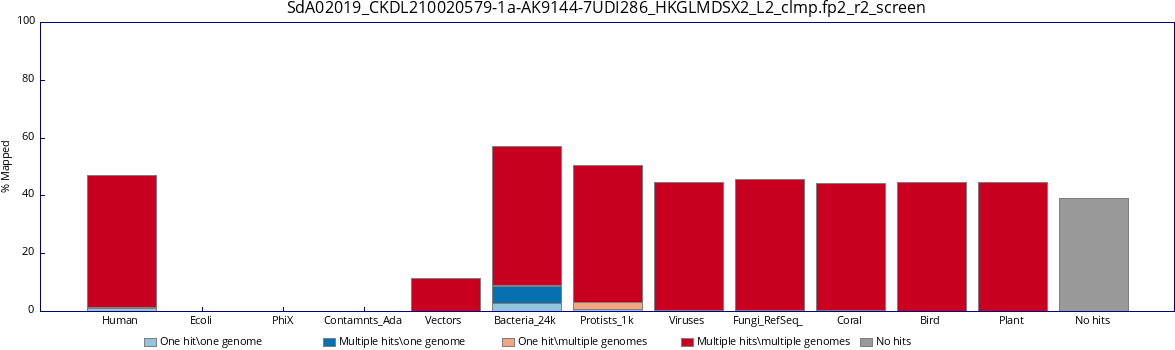 SdA02019_CKDL210020579-1a-AK9144-7UDI286_HKGLMDSX2_L2_clmp.fp2_r2_screen
100
80
60
40
20
0
% Mapped
Human Ecoli PhiX Contamnts_Ada Vectors Bacteria_24k Protists_1k Viruses Fungi_RefSeq_ Coral Bird Plant No hits
One hit\one genome Multiple hits\one genome One hit\multiple genomes Multiple hits\multiple genomes No hits